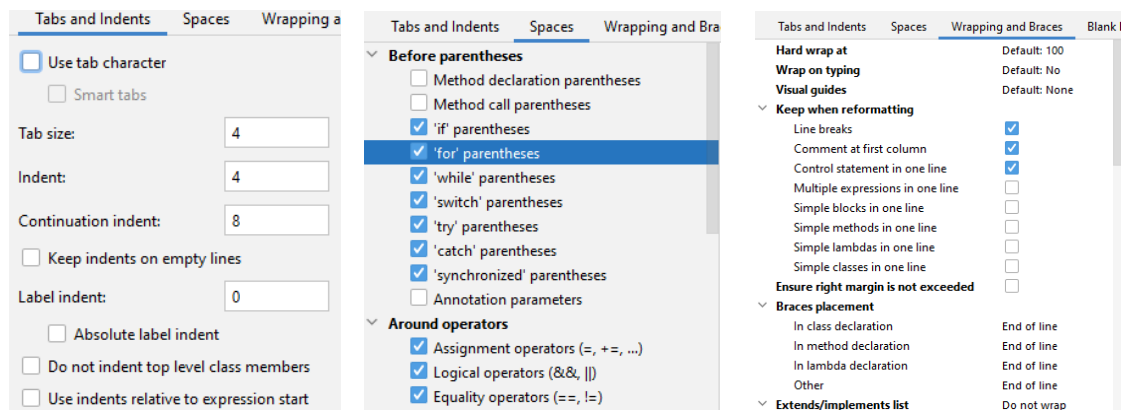 Tabs and Indents Spaces Wrapping a
Use tab character
Smart tabs
Tab size: 4
Indent: 4
Continuation indent: 8
Keep indents on empty lines
Label indent: 0
Absolute label indent
Do not indent top level class members
Use indents relative to expression start
Tabs and Indents Spaces Wrapping and Bra
Before parentheses
Method declaration parentheses
Method call parentheses
'if' parentheses
'for' parentheses
'while' parentheses
'switch' parentheses
'try' parentheses
'catch' parentheses
'synchronized' parentheses
Annotation parameters
Around operators
Assignment operators (=, +=, ...)
Logical operators (&&, ||)
Equality operators (==, !=)
Tabs and Indents Spaces Wrapping and Braces Blank
Hard wrap at Default: 100
Wrap on typing Default: No
Visual guides Default: None
Keep when reformatting
Line breaks
Comment at first column
Control statement in one line
Multiple expressions in one line
Simple blocks in one line
Simple methods in one line
Simple lambdas in one line
Simple classes in one line
Ensure right margin is not exceeded
Braces placement
In class declaration End of line
In method declaration End of line
In lambda declaration End of line
Other End of line
Extends/implements list Do not wrap